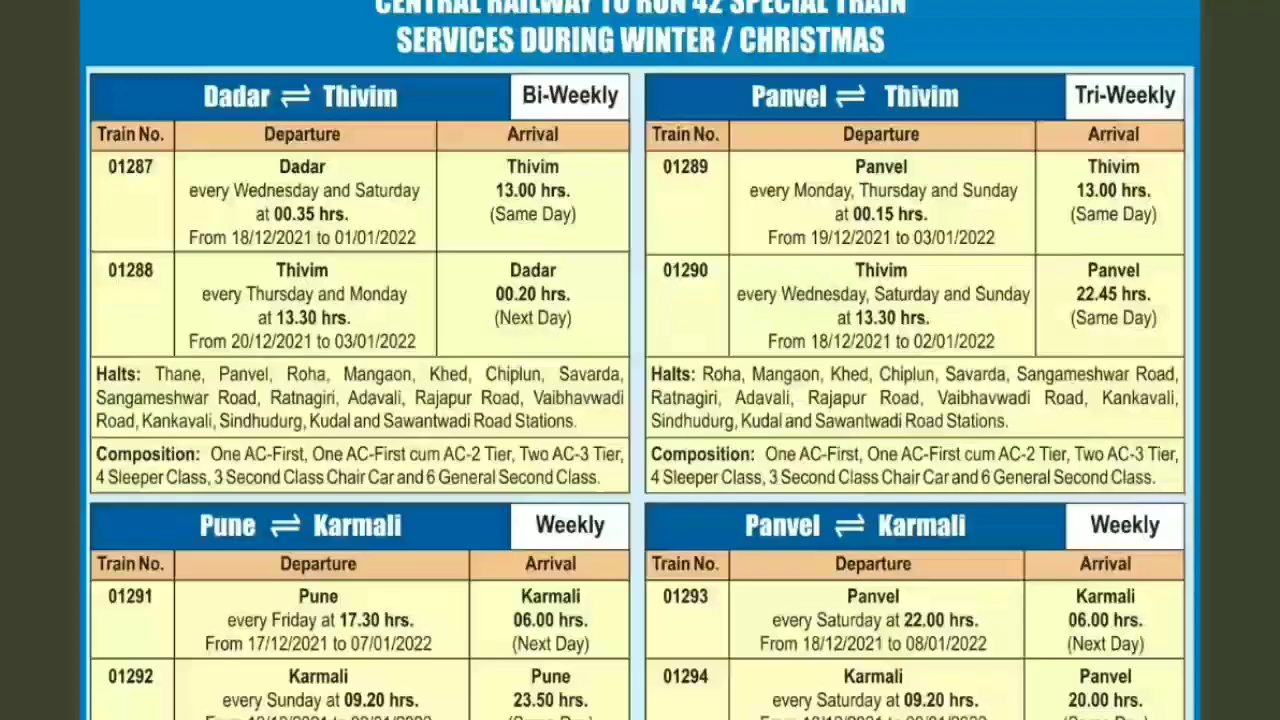 CENTRAL RAILWAY TO RUN 42 SPECIAL TRAIN
SERVICES DURING WINTER / CHRISTMAS
Dadar ⇌ Thivim
Bi-Weekly
Train No. Departure Arrival
01287 Dadar Thivim
every Wednesday and Saturday 13.00 hrs.
at 00.35 hrs. (Same Day)
From 18/12/2021 to 01/01/2022
01288 Thivim Dadar
every Thursday and Monday 00.20 hrs.
at 13.30 hrs. (Next Day)
From 20/12/2021 to 03/01/2022
Halts: Thane, Panvel, Roha, Mangaon, Khed, Chiplun, Savarda,
Sangameshwar Road, Ratnagiri, Adavali, Rajapur Road, Vaibhavwadi
Road, Kankavali, Sindhudurg, Kudal and Sawantwadi Road Stations.
Composition: One AC-First, One AC-First cum AC-2 Tier, Two AC-3 Tier,
4 Sleeper Class, 3 Second Class Chair Car and 6 General Second Class.
Panvel ⇌ Thivim
Tri-Weekly
Train No. Departure Arrival
01289 Panvel Thivim
every Monday, Thursday and Sunday 13.00 hrs.
at 00.15 hrs. (Same Day)
From 19/12/2021 to 03/01/2022
01290 Thivim Panvel
every Wednesday, Saturday and Sunday 22.45 hrs.
at 13.30 hrs. (Same Day)
From 18/12/2021 to 02/01/2022
Halts: Roha, Mangaon, Khed, Chiplun, Savarda, Sangameshwar Road,
Ratnagiri, Adavali, Rajapur Road, Vaibhavwadi Road, Kankavali,
Sindhudurg, Kudal and Sawantwadi Road Stations.
Composition: One AC-First, One AC-First cum AC-2 Tier, Two AC-3 Tier,
4 Sleeper Class, 3 Second Class Chair Car and 6 General Second Class.
Pune ⇌ Karmali
Weekly
Train No. Departure Arrival
01291 Pune Karmali
every Friday at 17.30 hrs. 06.00 hrs.
From 17/12/2021 to 07/01/2022 (Next Day)
01292 Karmali Pune
every Sunday at 09.20 hrs. 23.50 hrs.
Panvel ⇌ Karmali
Weekly
Train No. Departure Arrival
01293 Panvel Karmali
every Saturday at 22.00 hrs. 06.00 hrs.
From 18/12/2021 to 08/01/2022 (Next Day)
01294 Karmali Panvel
every Saturday at 09.20 hrs. 20.00 hrs.